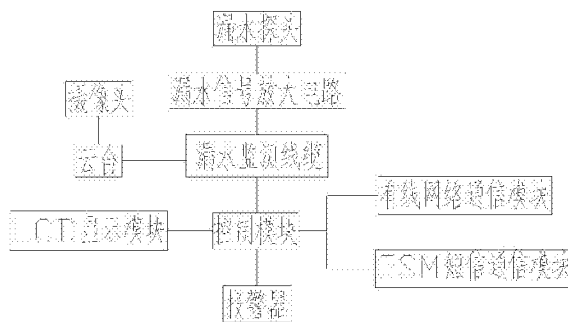 漏水探头
漏水信号放大电路
摄像头
云台
漏水监测线缆
有线网络通信模块
LCD显示模块
控制模块
GSM短信通信模块
报警器